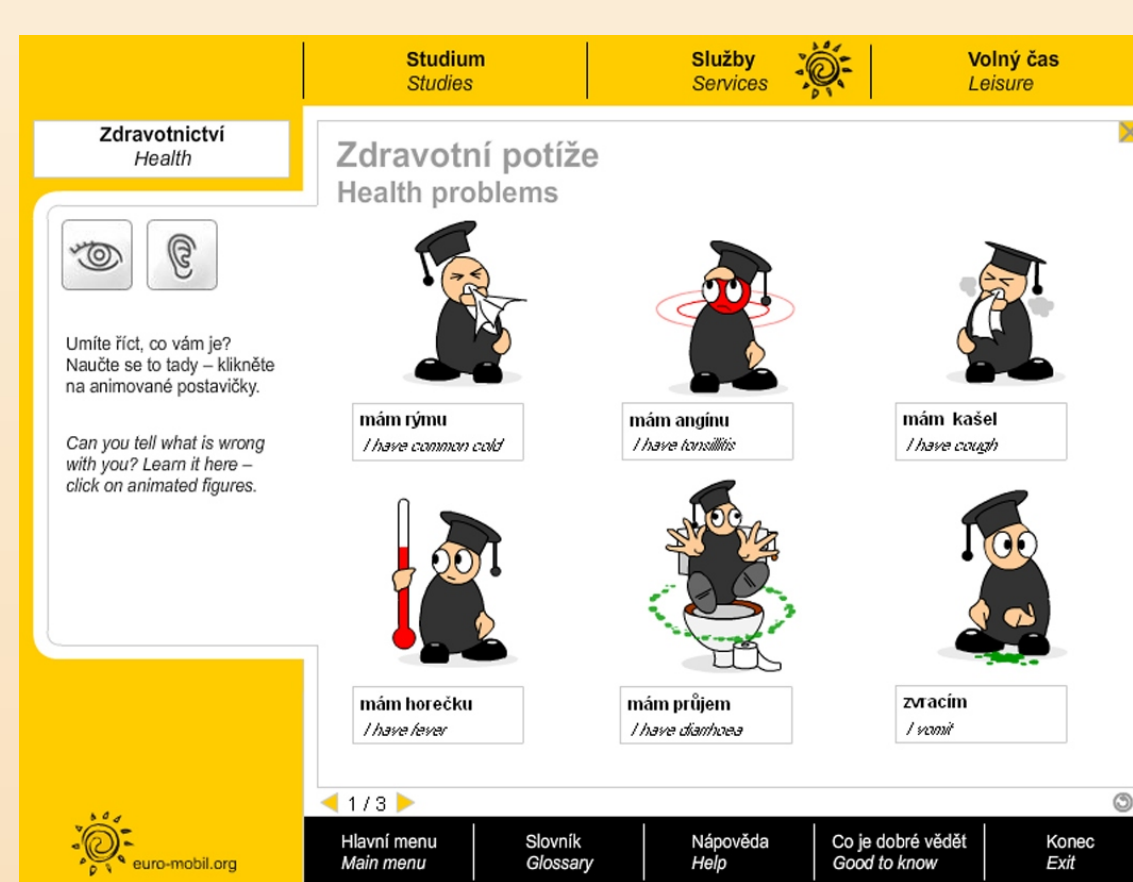 Studium
Studies
Služby
Services
Volný čas
Leisure
Zdravotnictví
Health
Zdravotní potíže
Health problems
Umíte říct, co vám je?
Naučte se to tady – klikněte
na animované postavičky.
Can you tell what is wrong
with you? Learn it here –
click on animated figures.
mám rýmu
I have common cold
mám angínu
I have tonsillitis
mám kašel
I have cough
mám horečku
I have fever
mám průjem
I have diarrhoea
zvracím
I vomit
1 / 3
euro-mobil.org
Hlavní menu
Main menu
Slovník
Glossary
Nápověda
Help
Co je dobré vědět
Good to know
Konec
Exit